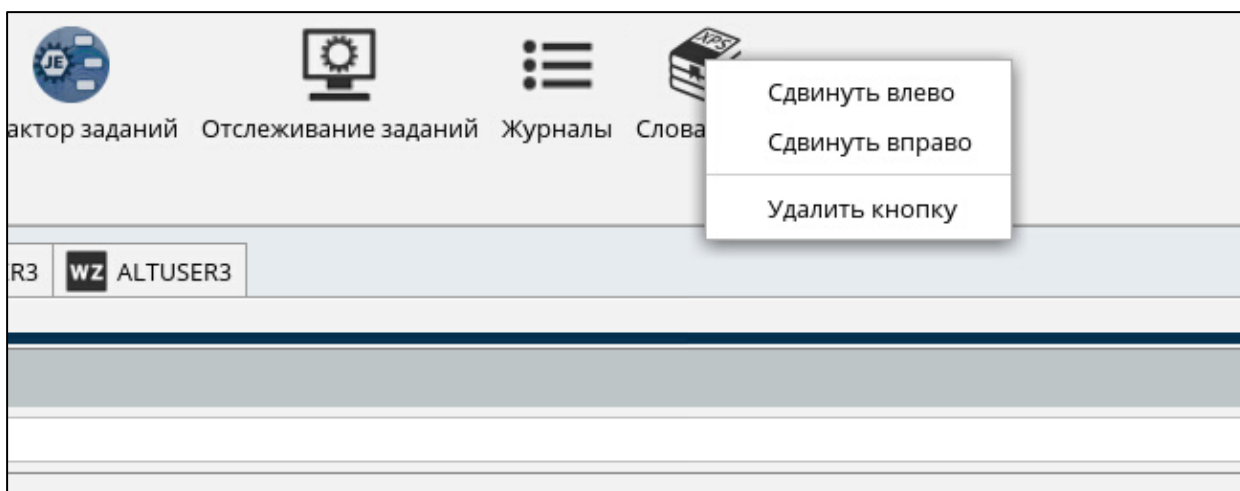 JE
XPS
Сдвинуть влево
актор заданий Отслеживание заданий Журналы Слова
Сдвинуть вправо
Удалить кнопку
R3 WZ ALTUSER3